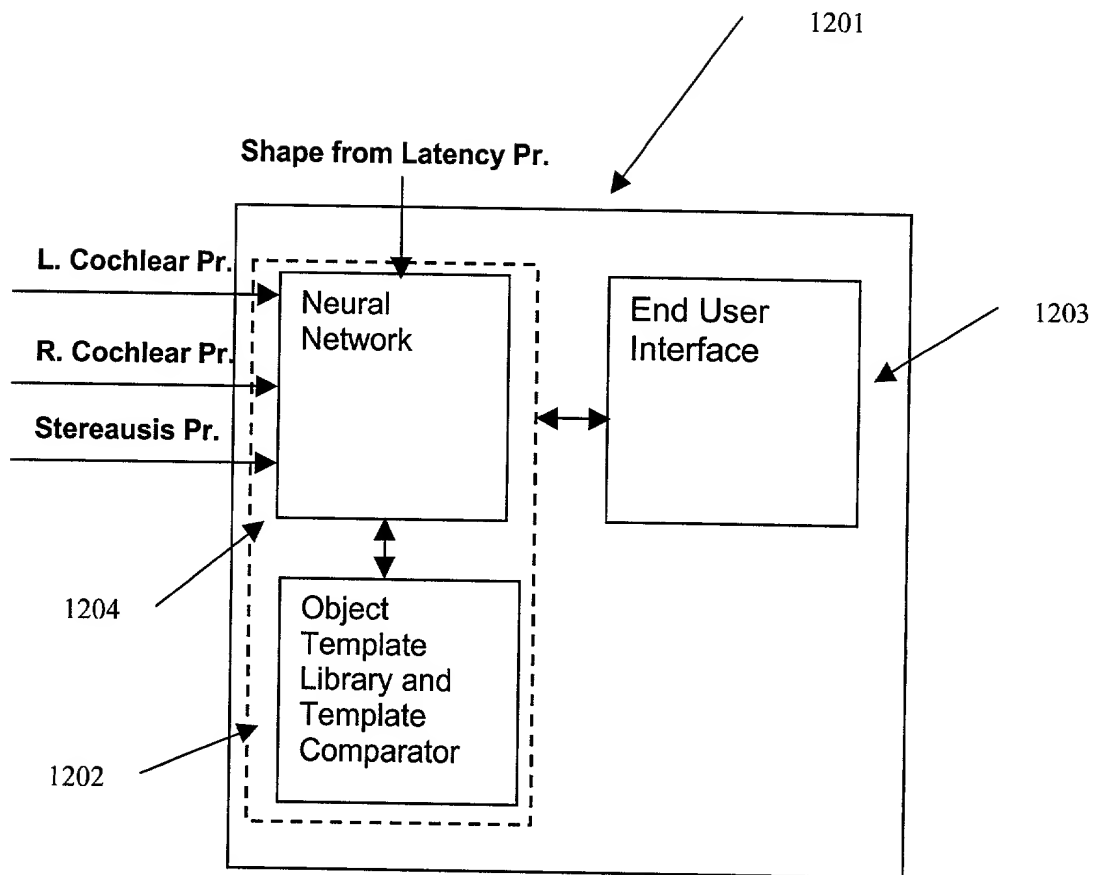 1201
Shape from Latency Pr.
L. Cochlear Pr.
R. Cochlear Pr.
Stereausis Pr.
Neural
Network
End User
Interface
1203
1204
Object
Template
Library and
Template
Comparator
1202